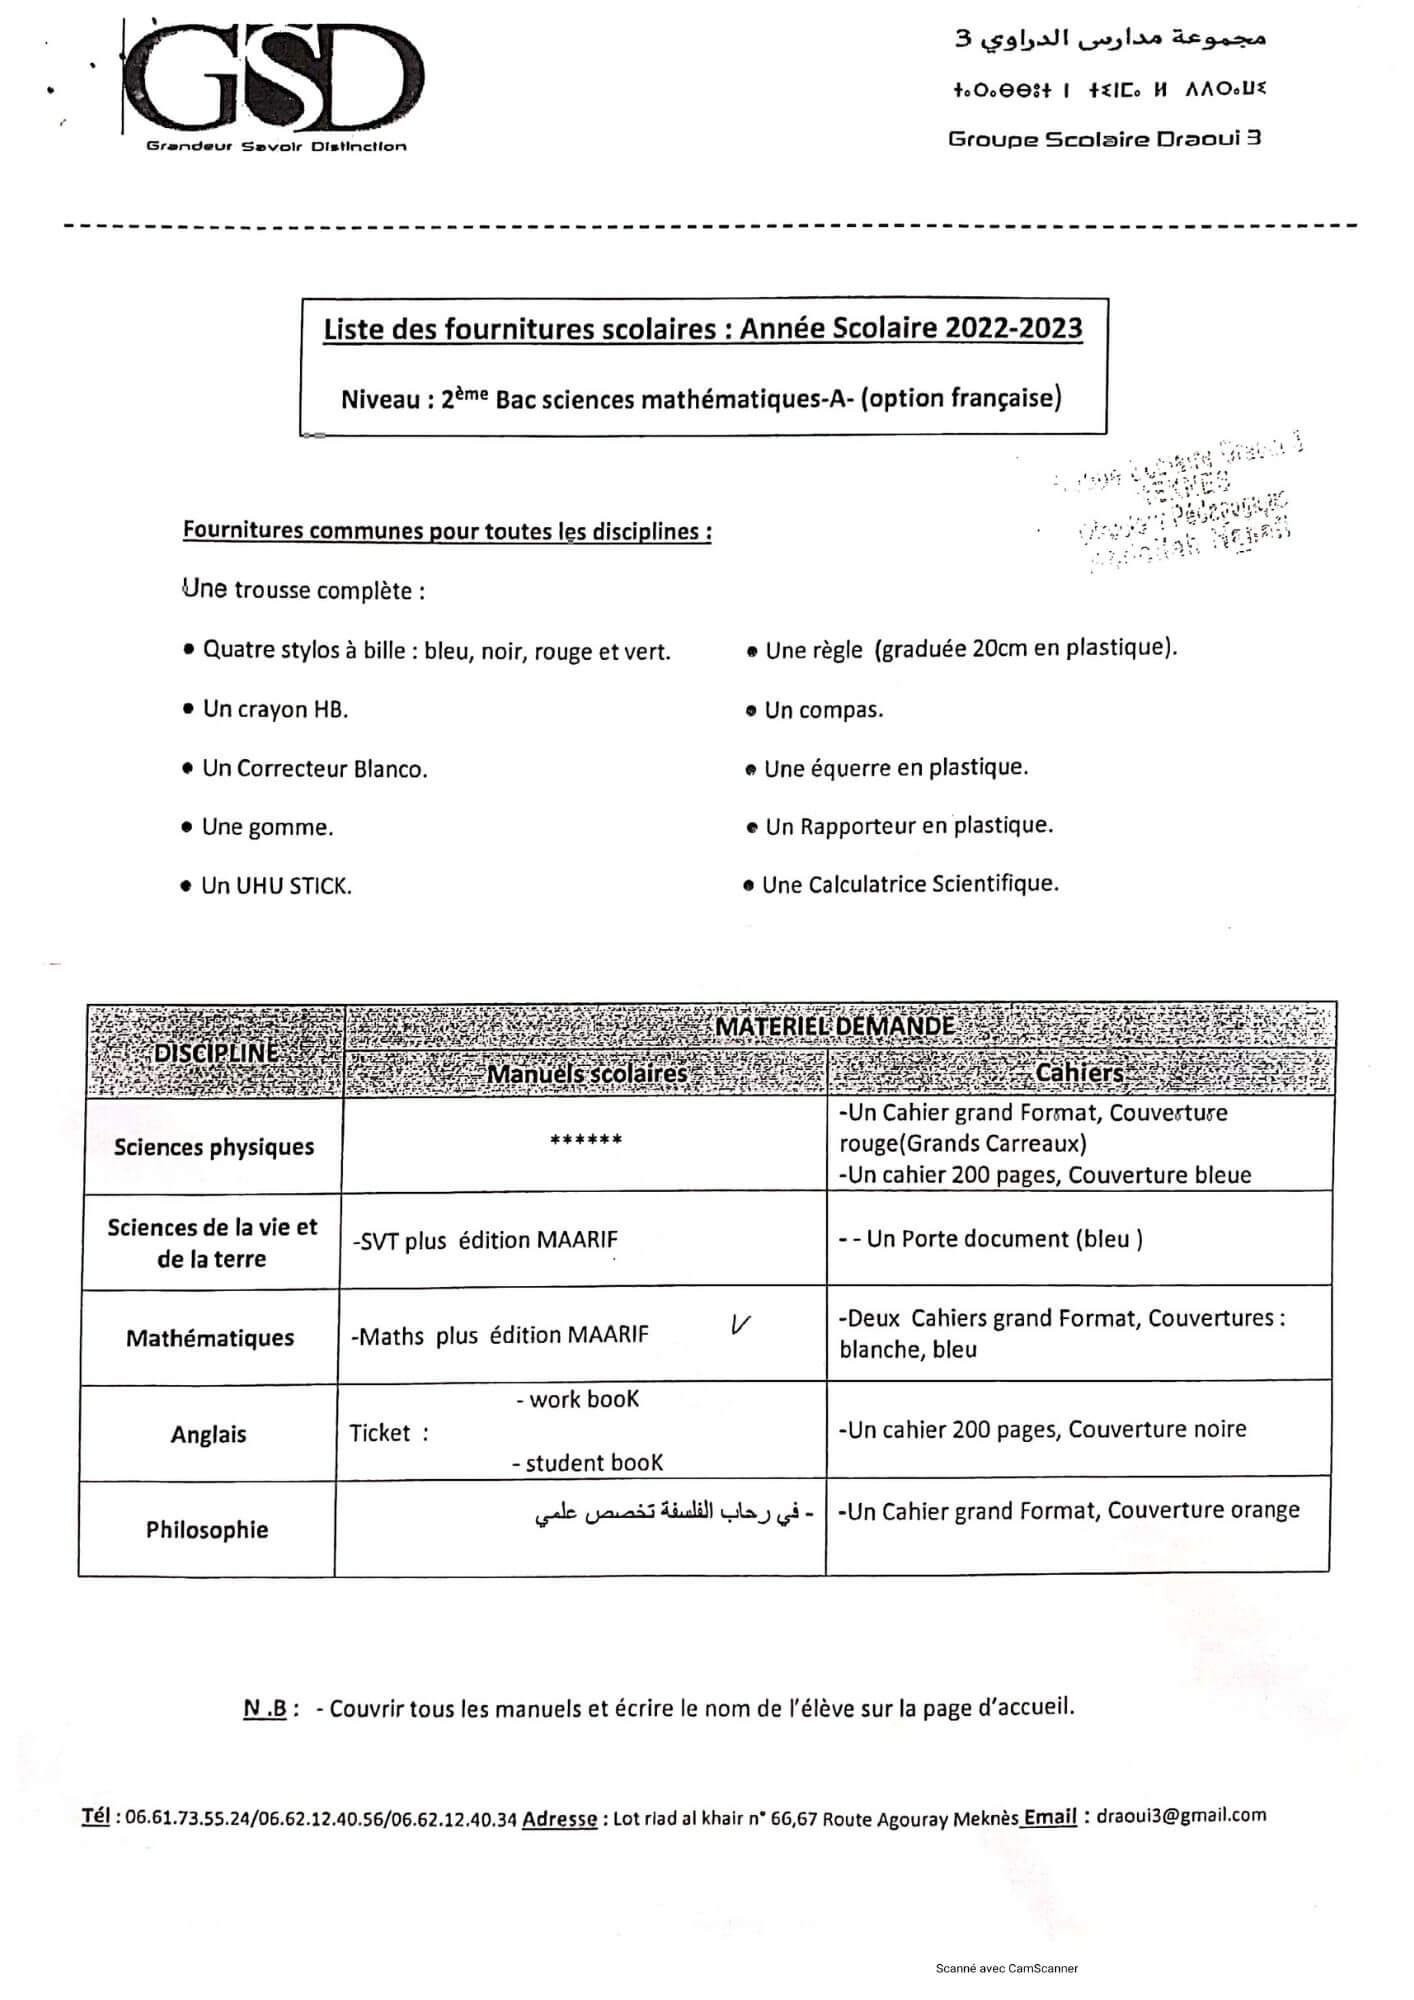 GSD
Grandeur Savoir Distinction
مجموعة مدارس الدراوي 3
ⵜⴰⵔⴰⴱⴱⵓⵜ ⵏ ⵜⵉⵏⵎⴰ ⵍ ⴷⴷⵔⴰⵡⵉ
Groupe Scolaire Draoui 3
Liste des fournitures scolaires : Année Scolaire 2022-2023
Niveau : 2ème Bac sciences mathématiques-A- (option française)
Fournitures communes pour toutes les disciplines :
Une trousse complète :
• Quatre stylos à bille : bleu, noir, rouge et vert.
• Une règle (graduée 20cm en plastique).
• Un crayon HB.
• Un compas.
• Un Correcteur Blanco.
• Une équerre en plastique.
• Une gomme.
• Un Rapporteur en plastique.
• Un UHU STICK.
• Une Calculatrice Scientifique.
DISCIPLINE
MATERIEL DEMANDE
Manuels scolaires
Cahiers
Sciences physiques
******
-Un Cahier grand Format, Couverture
rouge(Grands Carreaux)
-Un cahier 200 pages, Couverture bleue
Sciences de la vie et
de la terre
-SVT plus édition MAARIF
- - Un Porte document (bleu )
Mathématiques
-Maths plus édition MAARIF
-Deux Cahiers grand Format, Couvertures :
blanche, bleu
Anglais
- work booK
Ticket :
- student booK
-Un cahier 200 pages, Couverture noire
Philosophie
- في رحاب الفلسفة تخصص علمي
-Un Cahier grand Format, Couverture orange
N .B : - Couvrir tous les manuels et écrire le nom de l'élève sur la page d'accueil.
Tél : 06.61.73.55.24/06.62.12.40.56/06.62.12.40.34 Adresse : Lot riad al khair n° 66,67 Route Agouray Meknès Email : draoui3@gmail.com
Scanné avec CamScanner